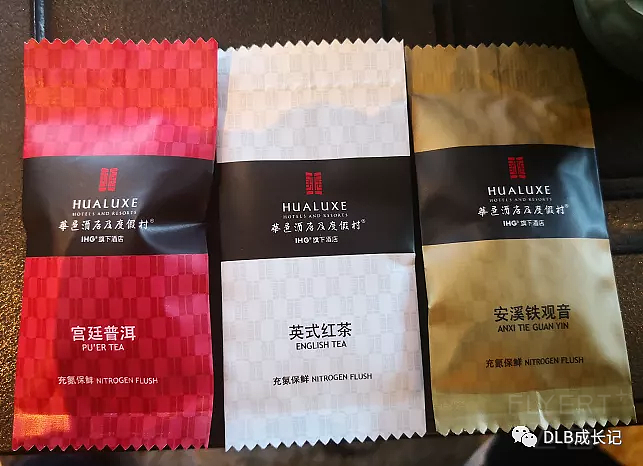 HUALUXE
HOTELS AND RESORTS
華邑酒店及度假村®
IHG®旗下酒店
宫廷普洱
PU'ER TEA
充氮保鲜 NITROGEN FLUSH
HUALUXE
HOTELS AND RESORTS
華邑酒店及度假村®
IHG®旗下酒店
英式红茶
ENGLISH TEA
充氮保鲜 NITROGEN FLUSH
HUALUXE
HOTELS AND RESORTS
華邑酒店及度假村®
IHG®旗下酒店
安溪铁观音
ANXI TIE GUAN YIN
充氮保鲜 NITROGEN FLUSH
FLYERT
DLB成长记